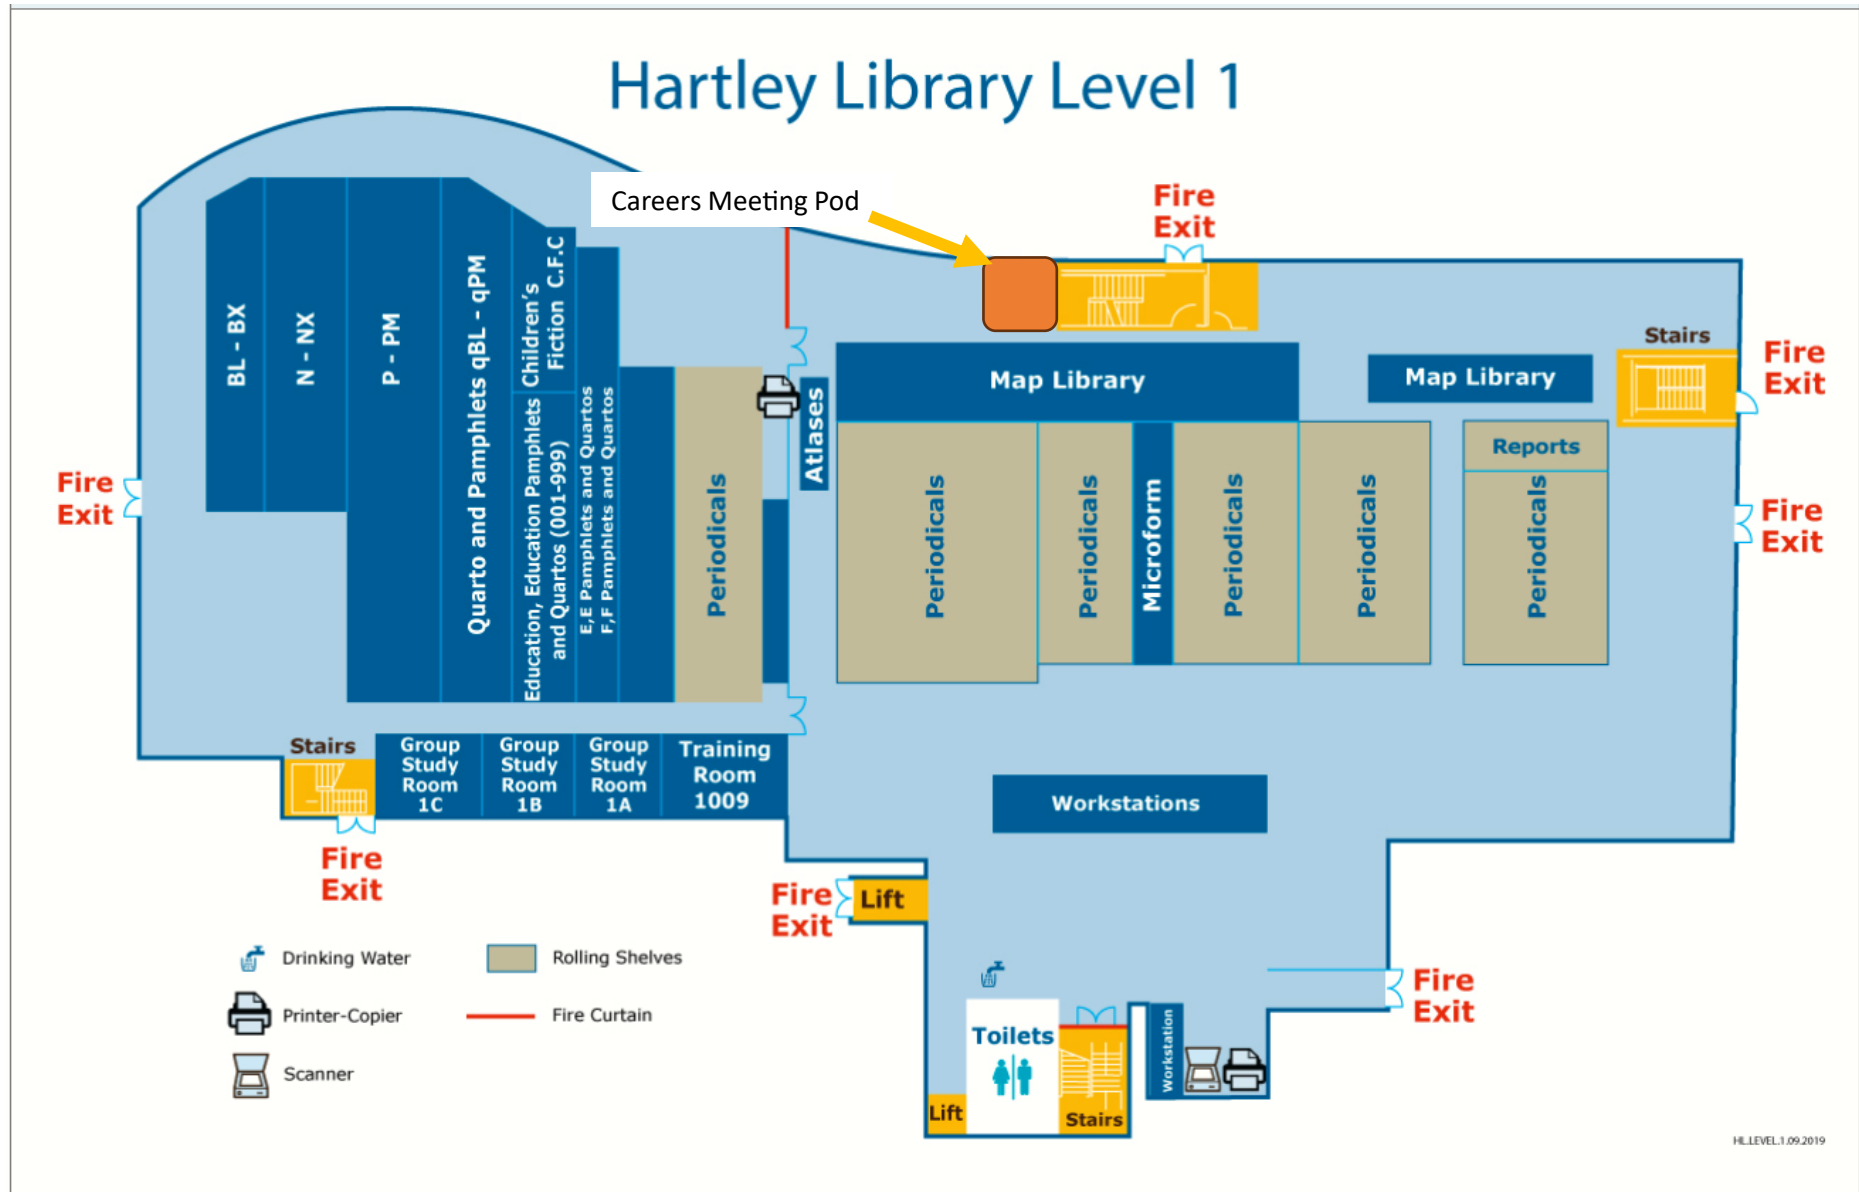 Hartley Library Level 1
Careers Meeting Pod
Fire
Exit
BL - BX
N - NX
P - PM
Quarto and Pamphlets qBL - qPM
Children's
Fiction C.F.C
Education, Education Pamphlets
and Quartos (001-999)
E,E Pamphlets and Quartos
F,F Pamphlets and Quartos
Periodicals
Atlases
Map Library
Map Library
Stairs
Fire
Exit
Periodicals
Periodicals
Microform
Periodicals
Periodicals
Reports
Periodicals
Fire
Exit
Fire
Exit
Stairs
Group
Study
Room
1C
Group
Study
Room
1B
Group
Study
Room
1A
Training
Room
1009
Workstations
Fire
Exit
Fire
Exit
Lift
Drinking Water
Rolling Shelves
Printer-Copier
Fire Curtain
Scanner
Toilets
Lift
Stairs
Workstation
Fire
Exit
HL.LEVEL.1.09.2019